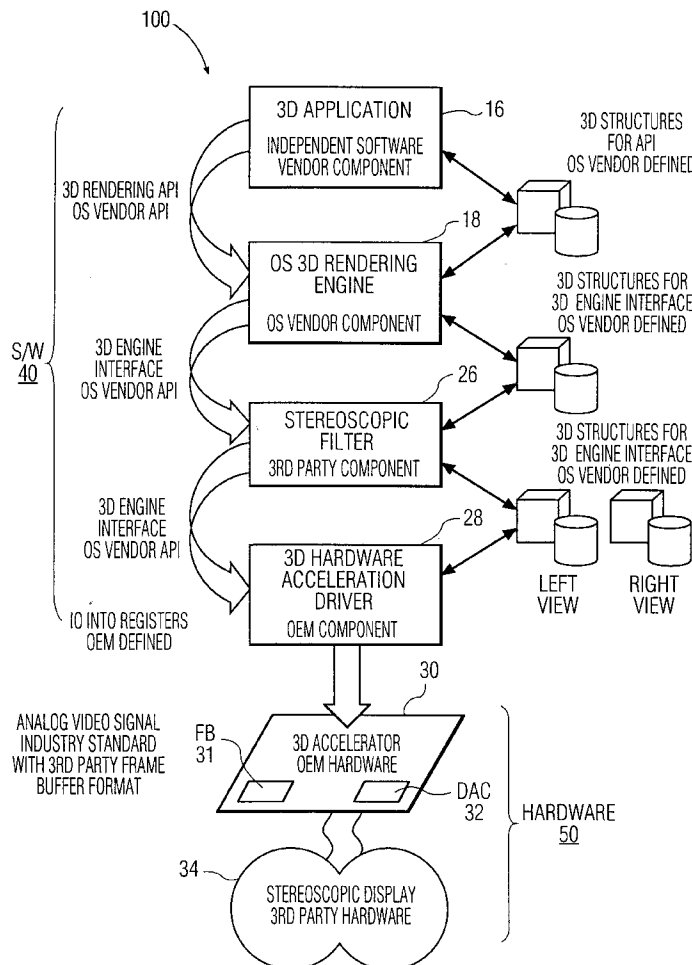 100
3D APPLICATION
INDEPENDENT SOFTWARE
VENDOR COMPONENT
16
3D STRUCTURES
FOR API
OS VENDOR DEFINED
3D RENDERING API
OS VENDOR API
18
OS 3D RENDERING
ENGINE
OS VENDOR COMPONENT
3D STRUCTURES FOR
3D ENGINE INTERFACE
OS VENDOR DEFINED
S/W
40
3D ENGINE
INTERFACE
OS VENDOR API
26
STEREOSCOPIC
FILTER
3RD PARTY COMPONENT
3D STRUCTURES FOR
3D ENGINE INTERFACE
OS VENDOR DEFINED
3D ENGINE
INTERFACE
OS VENDOR API
28
3D HARDWARE
ACCELERATION
DRIVER
OEM COMPONENT
LEFT
VIEW
RIGHT
VIEW
IO INTO REGISTERS
OEM DEFINED
30
ANALOG VIDEO SIGNAL
INDUSTRY STANDARD
WITH 3RD PARTY FRAME
BUFFER FORMAT
FB
31
3D ACCELERATOR
OEM HARDWARE
DAC
32
HARDWARE
50
34
STEREOSCOPIC DISPLAY
3RD PARTY HARDWARE